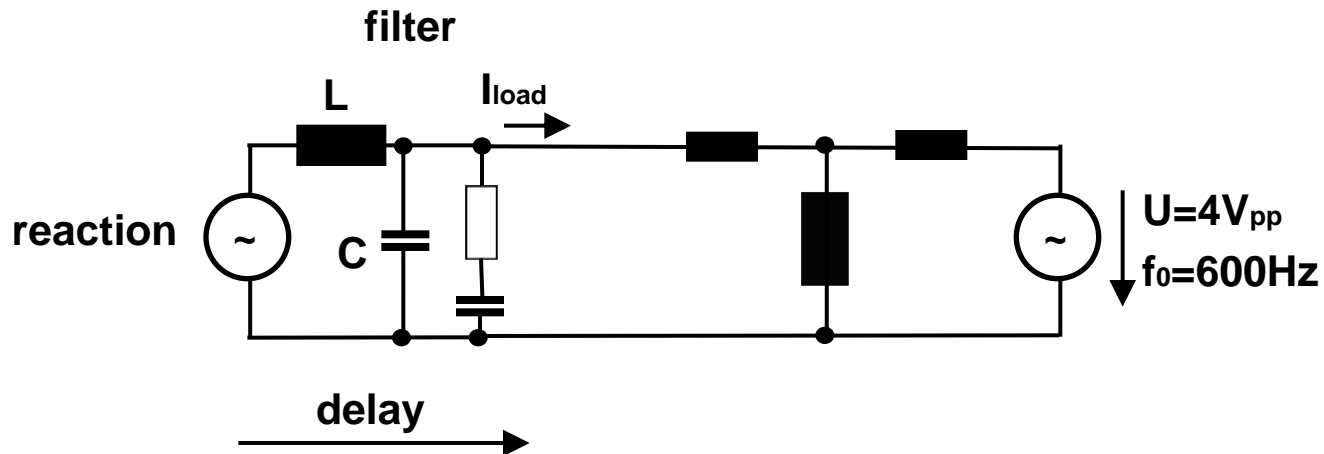 filter
L
Iload
reaction
~
C
~
U=4Vpp
f0=600Hz
delay